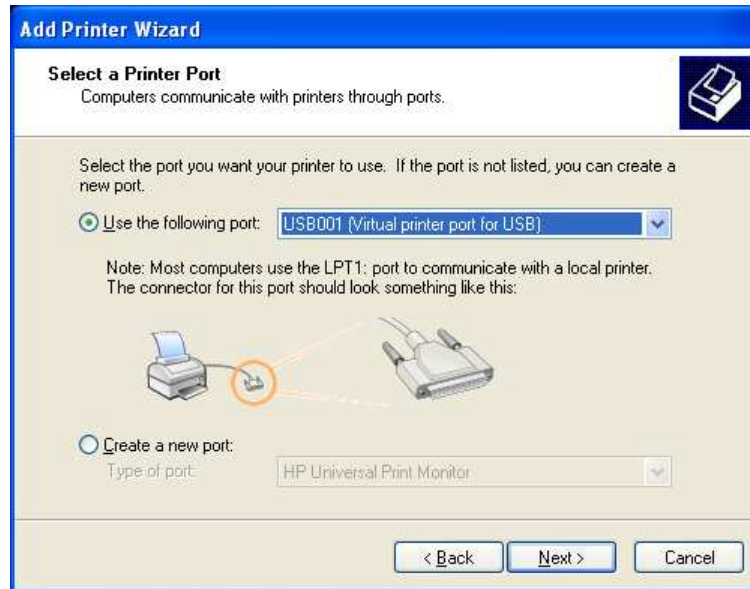 Add Printer Wizard
Select a Printer Port
Computers communicate with printers through ports.
Select the port you want your printer to use. If the port is not listed, you can create a
new port.
Use the following port: USB001 (Virtual printer port for USB)
Note: Most computers use the LPT1: port to communicate with a local printer.
The connector for this port should look something like this:
Create a new port:
Type of port: HP Universal Print Monitor
< Back Next > Cancel